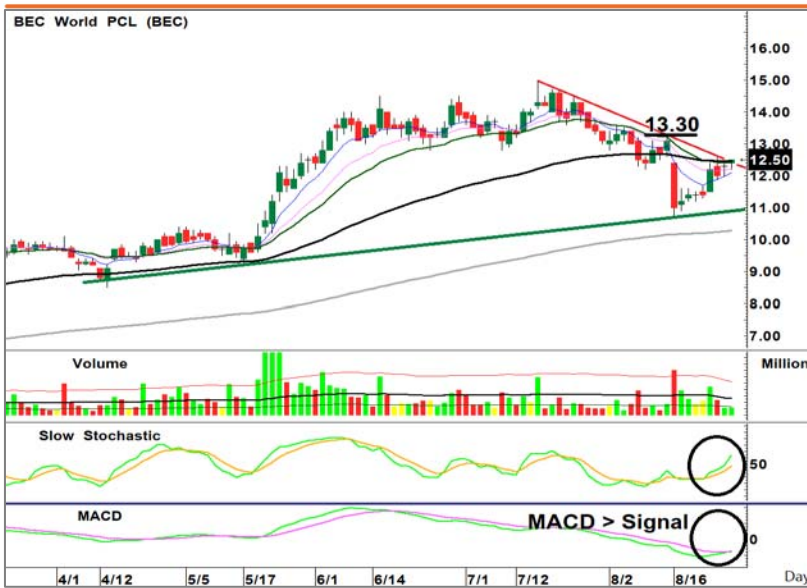 BEC World PCL (BEC)
16.00
15.00
14.00
13.30
13.00
12.50
12.00
11.00
10.00
9.00
8.00
7.00
Volume
Million
Slow Stochastic
50
MACD
MACD > Signal
0
4/1 4/12 5/5 5/17 6/1 6/14 7/1 7/12 8/2 8/16 Day